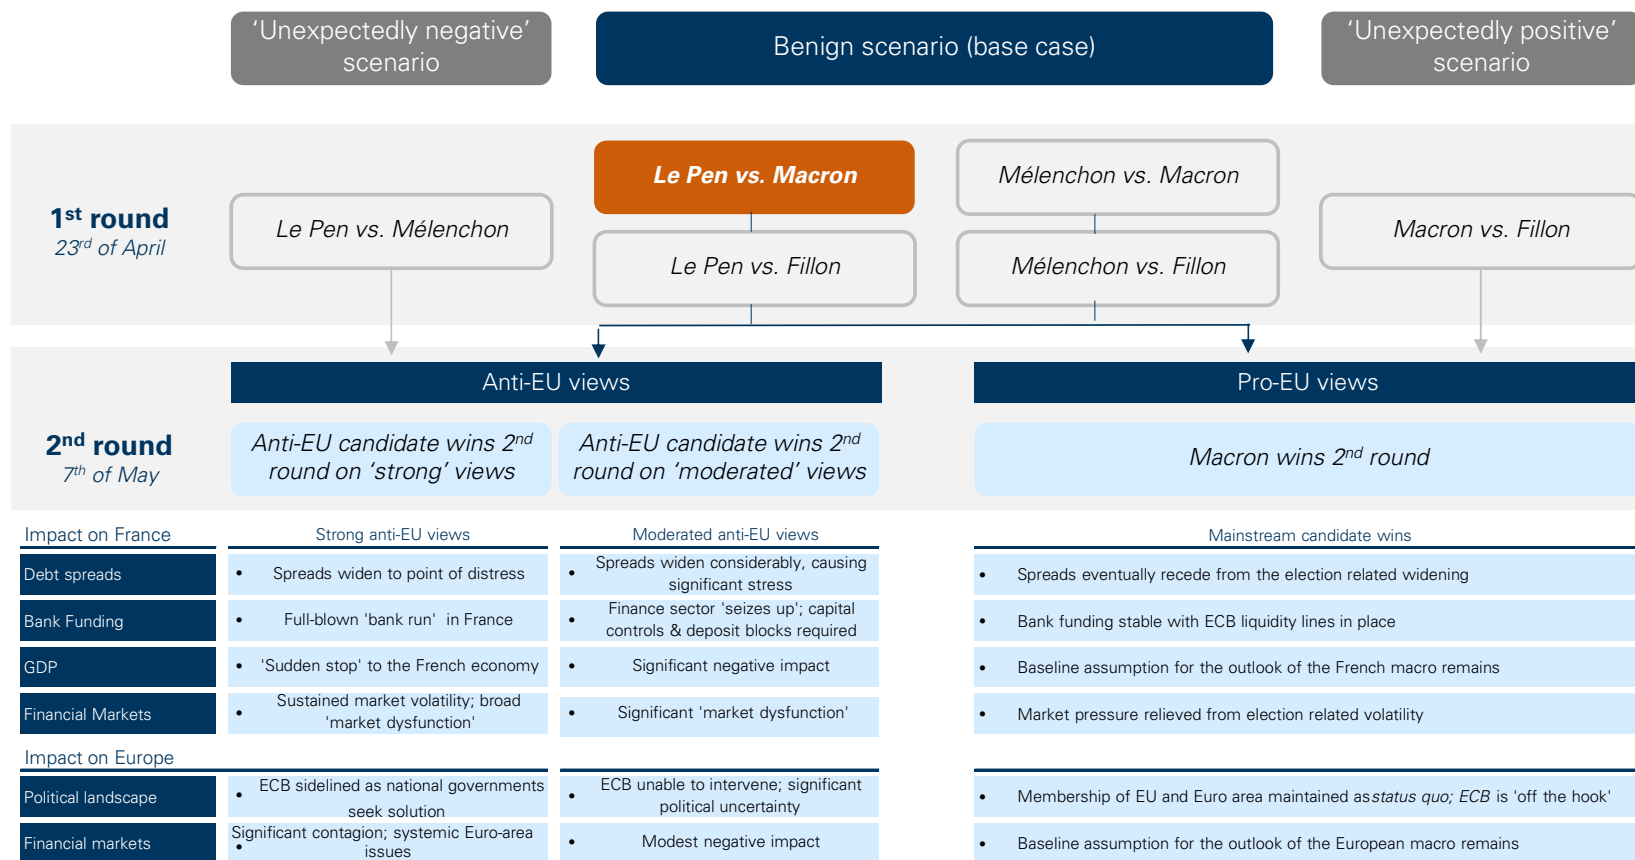 ‘Unexpectedly negative’
scenario
Benign scenario (base case)
‘Unexpectedly positive’
scenario
1st round
23rd of April
Le Pen vs. Mélenchon
Le Pen vs. Macron
Le Pen vs. Fillon
Mélenchon vs. Macron
Mélenchon vs. Fillon
Macron vs. Fillon
Anti-EU views
Pro-EU views
2nd round
7th of May
Anti-EU candidate wins 2nd
round on ‘strong’ views
Anti-EU candidate wins 2nd
round on ‘moderated’ views
Macron wins 2nd round
Impact on France
Strong anti-EU views
Moderated anti-EU views
Mainstream candidate wins
Debt spreads
• Spreads widen to point of distress
• Spreads widen considerably, causing
significant stress
• Spreads eventually recede from the election related widening
Bank Funding
• Full-blown 'bank run' in France
• Finance sector 'seizes up'; capital
controls & deposit blocks required
• Bank funding stable with ECB liquidity lines in place
GDP
• 'Sudden stop' to the French economy
• Significant negative impact
• Baseline assumption for the outlook of the French macro remains
Financial Markets
• Sustained market volatility; broad
'market dysfunction'
• Significant 'market dysfunction'
• Market pressure relieved from election related volatility
Impact on Europe
Political landscape
• ECB sidelined as national governments
seek solution
• ECB unable to intervene; significant
political uncertainty
• Membership of EU and Euro area maintained as status quo; ECB is 'off the hook'
Financial markets
• Significant contagion; systemic Euro-area
issues
• Modest negative impact
• Baseline assumption for the outlook of the European macro remains